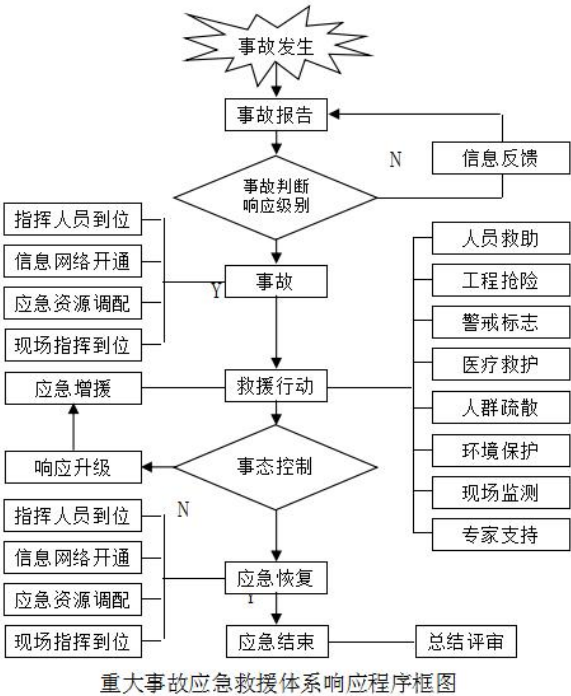 事故发生
事故报告
N
信息反馈
事故判断
响应级别
指挥人员到位
信息网络开通
应急资源调配
现场指挥到位
Y
事故
人员救助
工程抢险
警戒标志
医疗救护
人群疏散
环境保护
现场监测
专家支持
应急增援
救援行动
响应升级
事态控制
N
指挥人员到位
信息网络开通
应急资源调配
现场指挥到位
应急恢复
Y
应急结束
总结评审
重大事故应急救援体系响应程序框图